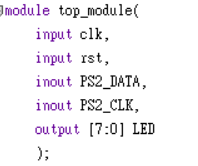 module top_module(
input clk,
input rst,
inout PS2_DATA,
inout PS2_CLK,
output [7:0] LED
);